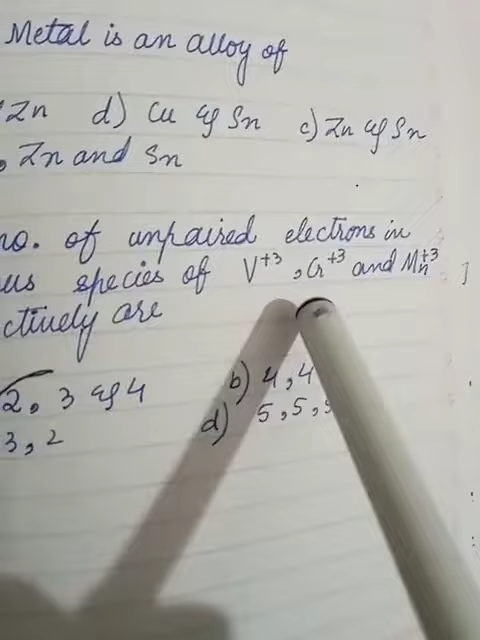 Metal is an alloy of
Zn d) Cu & Sn c) Zn & Sn
Zn and Sn
no. of unpaired electrons in
us species of V+3, Cr+3 and Mn+3
ctively are
2, 3 & 4 b) 4, 4
3, 2 d) 5, 5,